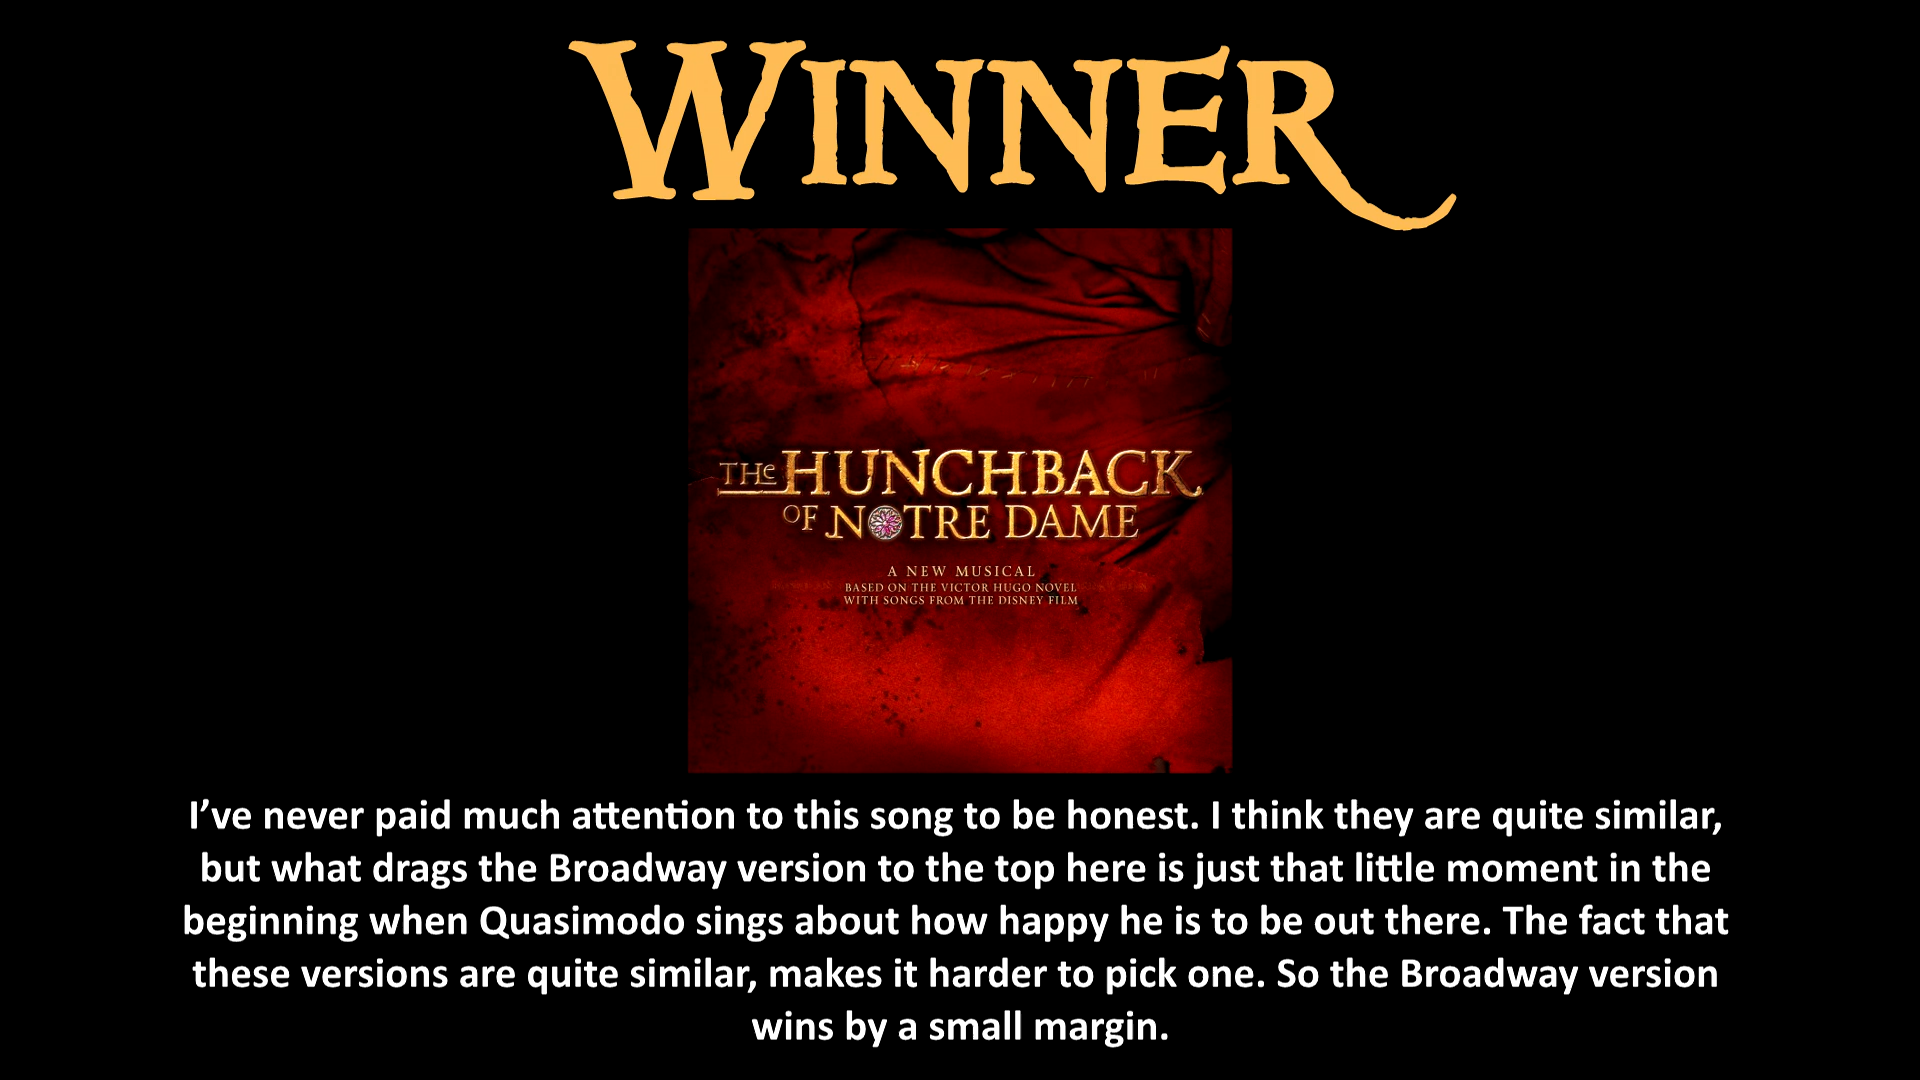 WINNER
THE HUNCHBACK
OF NOTRE DAME
A NEW MUSICAL
BASED ON THE VICTOR HUGO NOVEL
WITH SONGS FROM THE DISNEY FILM
I’ve never paid much attention to this song to be honest. I think they are quite similar,
but what drags the Broadway version to the top here is just that little moment in the
beginning when Quasimodo sings about how happy he is to be out there. The fact that
these versions are quite similar, makes it harder to pick one. So the Broadway version
wins by a small margin.